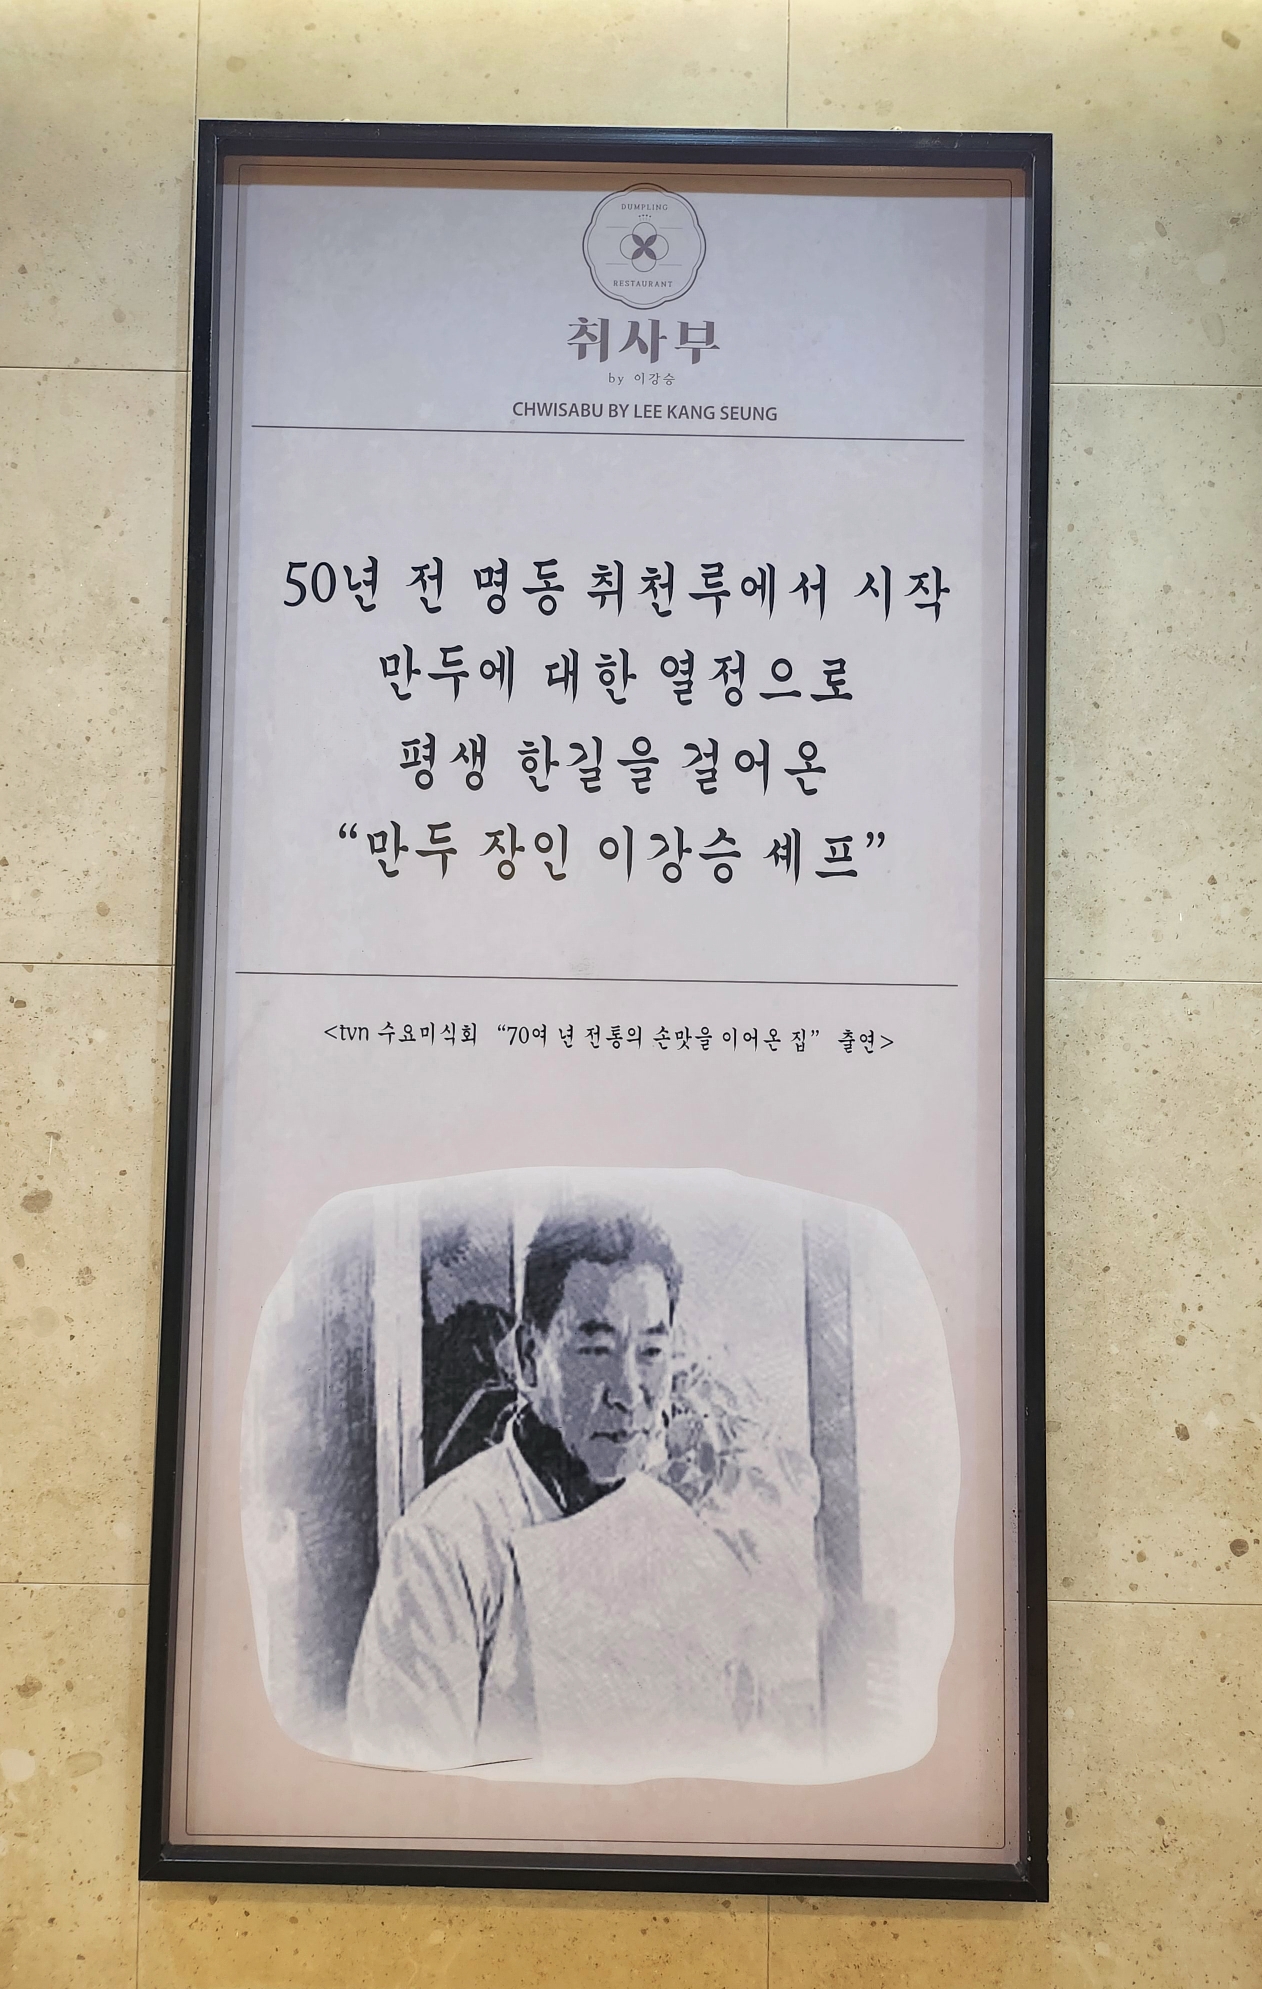 DUMPLING
RESTAURANT
취사부
by 이강승
CHWISABU BY LEE KANG SEUNG
50년 전 명동 취천루에서 시작
만두에 대한 열정으로
평생 한길을 걸어온
“만두 장인 이강승 셰프”
<tvn 수요미식회 “70여 년 전통의 손맛을 이어온 집” 출연>